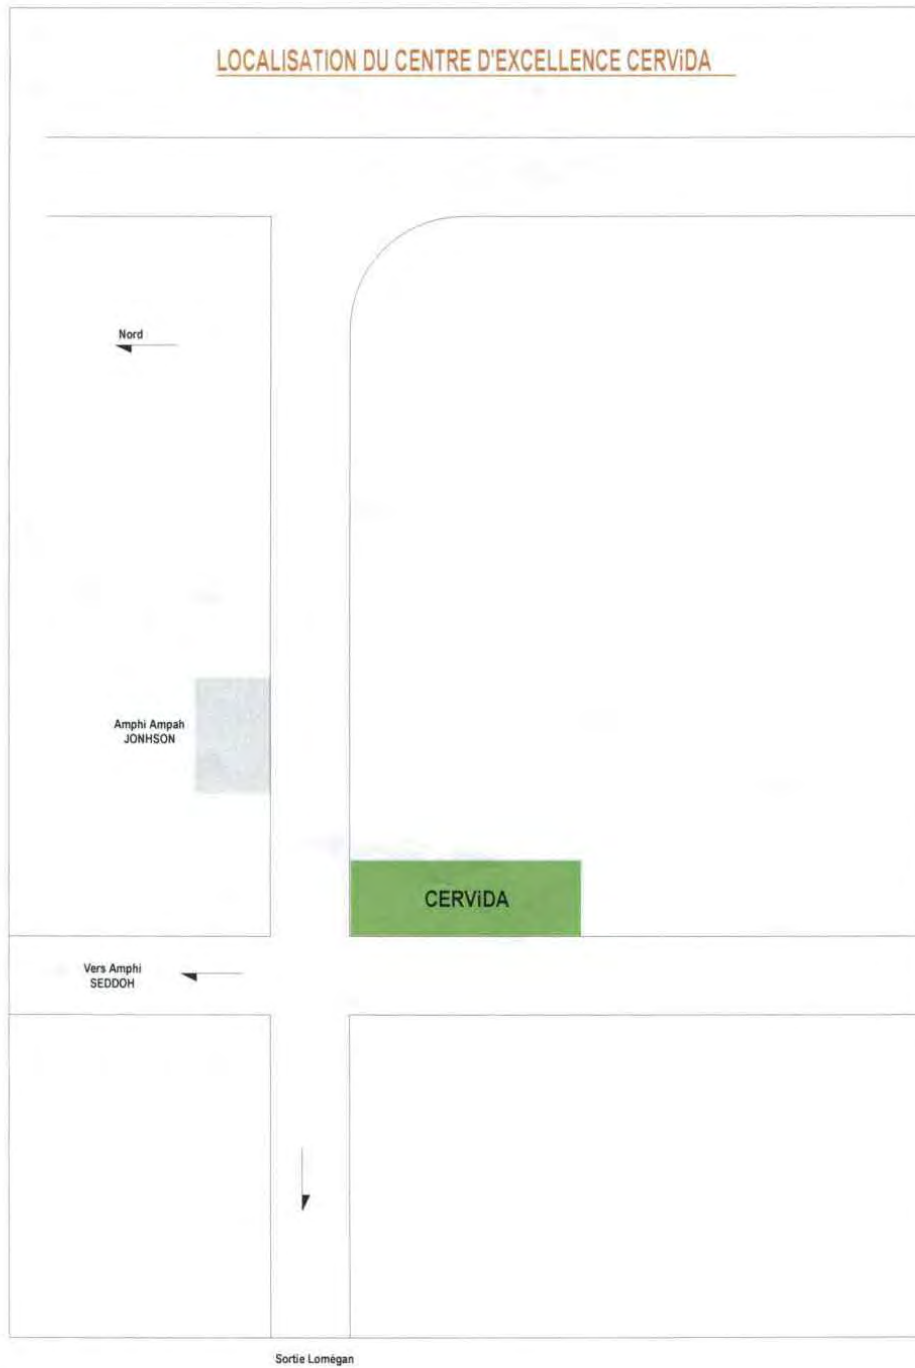 LOCALISATION DU CENTRE D'EXCELLENCE CERViDA
Nord
Amphi Ampah
JONHSON
CERViDA
Vers Amphi
SEDDOH
Sortie Lomégan